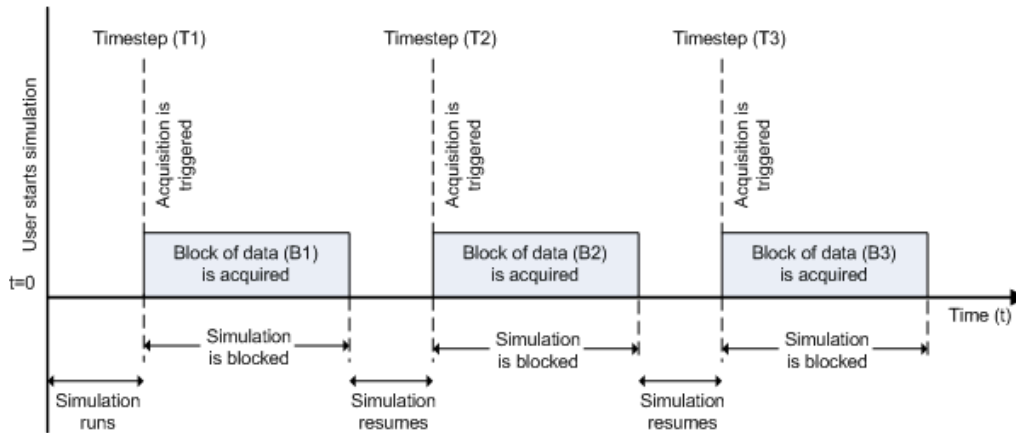 Timestep (T1)
Timestep (T2)
Timestep (T3)
User starts simulation
Acquisition is
triggered
Acquisition is
triggered
Acquisition is
triggered
Block of data (B1)
is acquired
Block of data (B2)
is acquired
Block of data (B3)
is acquired
t=0
Time (t)
Simulation
is blocked
Simulation
is blocked
Simulation
is blocked
Simulation
runs
Simulation
resumes
Simulation
resumes